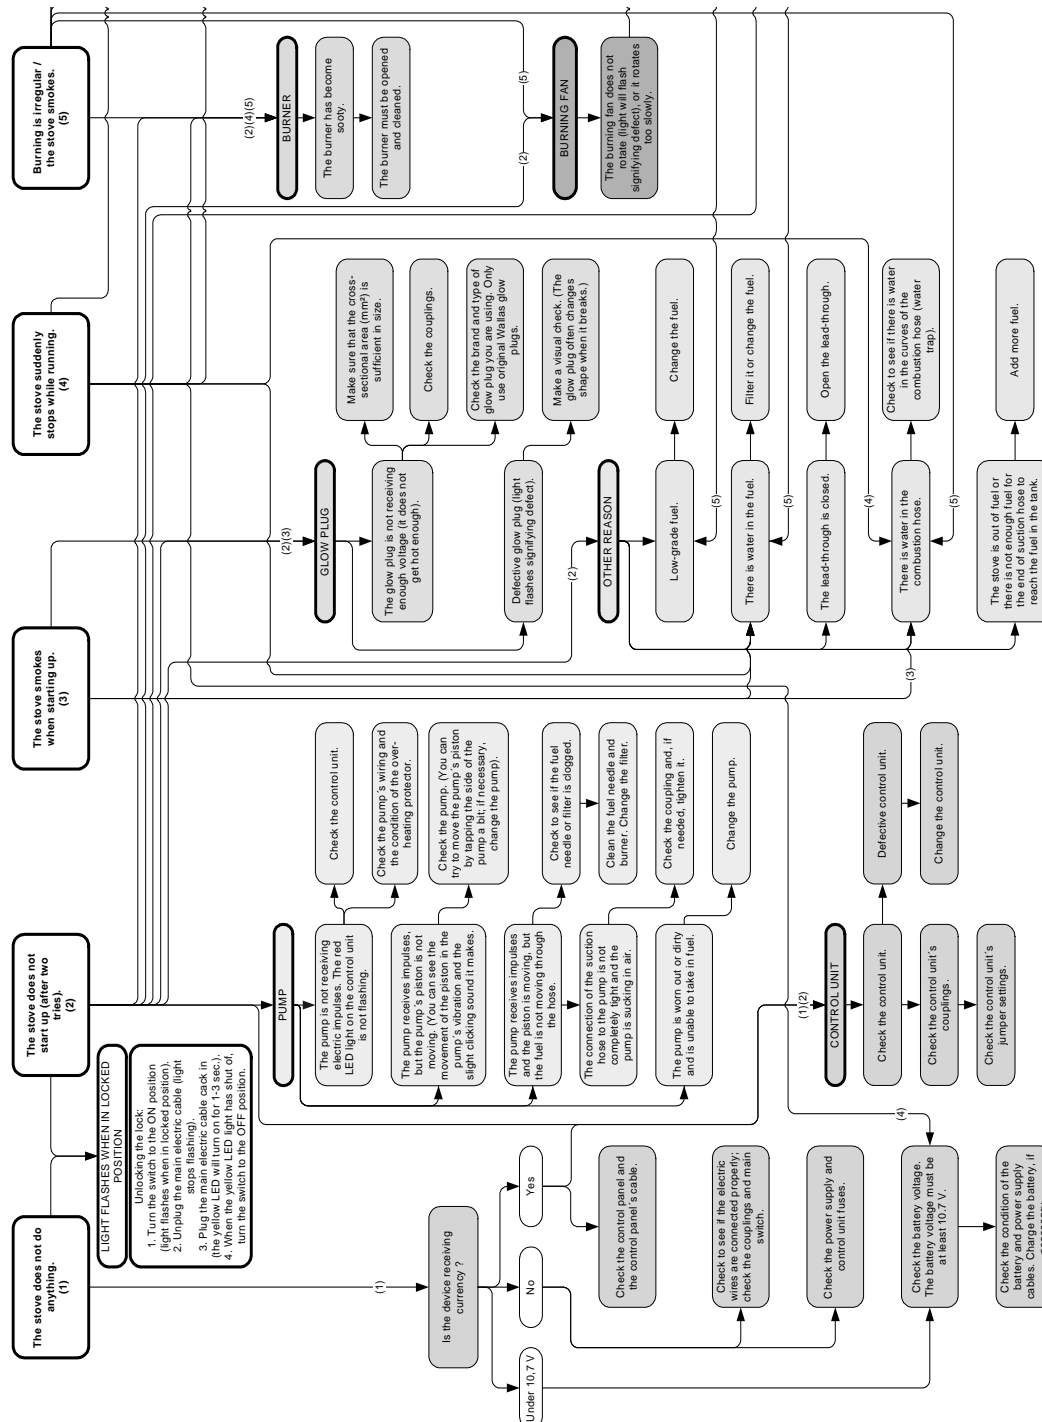 The stove does not do
anything.
(1)
The stove does not
start up (after two
tries).
(2)
The stove smokes
when starting up.
(3)
The stove suddenly
stops while running.
(4)
Burning is irregular /
the stove smokes.
(5)
LIGHT FLASHES WHEN IN LOCKED
POSITION
Unlocking the lock:
1. Turn the switch to the ON position
(light flashes when in locked position).
2. Unplug the main electric cable (light
stops flashing).
3. Plug the main electric cable cack in
(the yellow LED will turn on for 1-3 sec.).
4. When the yellow LED light has shut of,
turn the switch to the OFF position.
(1)
Is the device receiving
currency ?
Under 10,7 V
No
Yes
Check the control panel and
the control panel´s cable.
Check to see if the electric
wires are connected properly;
check the couplings and main
switch.
Check the power supply and
control unit fuses.
(4)
Check the battery voltage.
The battery voltage must be
at least 10.7 V.
Check the condition of the
battery and power supply
cables. Charge the battery, if
PUMP
The pump is not receiving
electric impulses. The red
LED light on the control unit
is not flashing.
Check the control unit.
Check the pump´s wiring and
the condition of the over-
heating protector.
The pump receives impulses,
but the pump´s piston is not
moving. (You can see the
movement of the piston in the
pump´s vibration and the
slight clicking sound it makes.
Check the pump. (You can
try to move the pump´s piston
by tapping the side of the
pump a bit; if necessary,
change the pump).
The pump receives impulses
and the piston is moving, but
the fuel is not moving through
the hose.
Check to see if the fuel
needle or filter is clogged.
Clean the fuel needle and
burner. Change the filter.
The connection of the suction
hose to the pump is not
completely tight and the
pump is sucking in air.
Check the coupling and, if
needed, tighten it.
The pump is worn out or dirty
and is unable to take in fuel.
Change the pump.
(1)(2)
CONTROL UNIT
Check the control unit.
Defective control unit.
Change the control unit.
Check the control unit´s
couplings.
Check the control unit´s
jumper settings.
(2)(3)
GLOW PLUG
The glow plug is not receiving
enough voltage (it does not
get hot enough).
Make sure that the cross-
sectional area (mm²) is
sufficient in size.
Check the couplings.
Check the brand and type of
glow plug you are using. Only
use original Wallas glow
plugs.
Defective glow plug (light
flashes signifying defect).
Make a visual check. (The
glow plug often changes
shape when it breaks.)
(2)
OTHER REASON
Low-grade fuel.
Change the fuel.
(5)
There is water in the fuel.
Filter it or change the fuel.
(5)
The lead-through is closed.
Open the lead-through.
(4)
There is water in the
combustion hose.
Check to see if there is water
in the curves of the
combustion hose (water
trap).
(3)
(5)
The stove is out of fuel or
there is not enough fuel for
the end of suction hose to
reach the fuel in the tank.
Add more fuel.
(2)(4)(5)
BURNER
The burner has become
sooty.
The burner must be opened
and cleaned.
(2)
(5)
BURNING FAN
The burning fan does not
rotate (light will flash
signifying defect), or it rotates
too slowly.